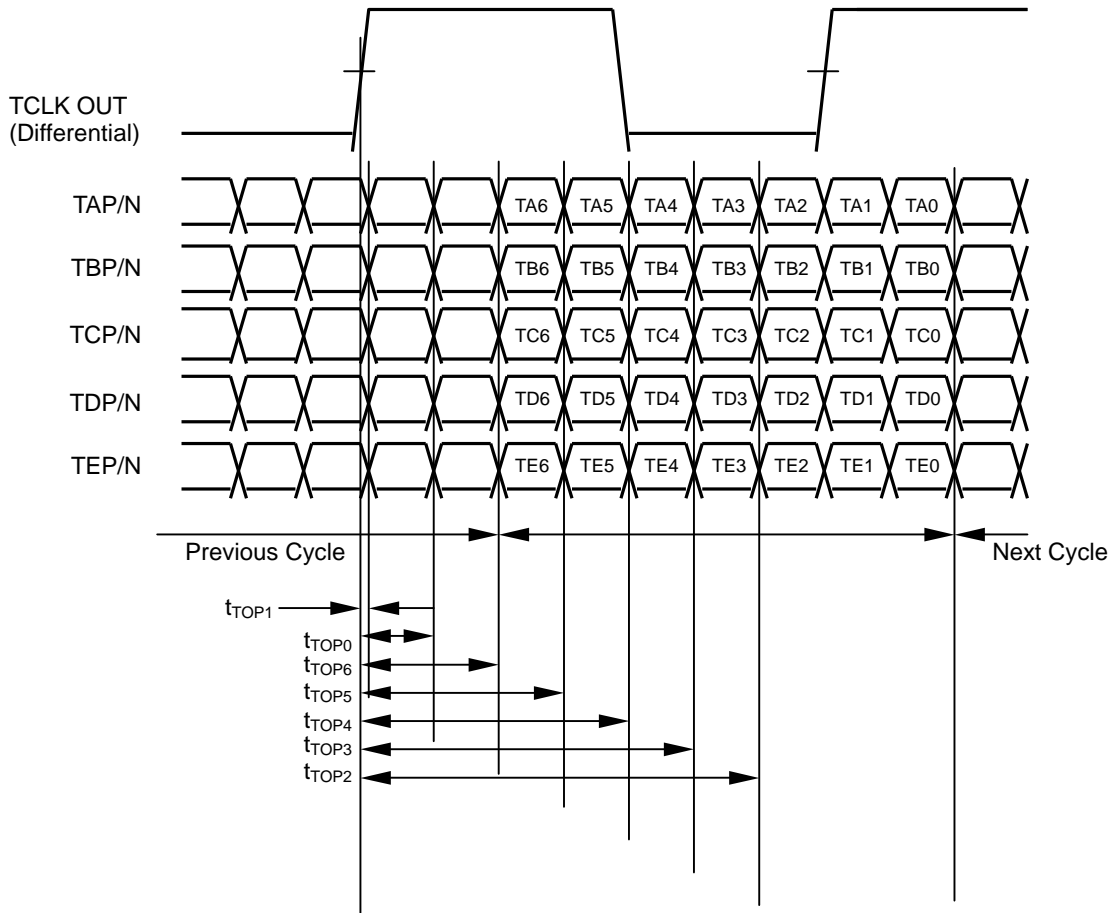 TCLK OUT
(Differential)
TAP/N TA6 TA5 TA4 TA3 TA2 TA1 TA0
TBP/N TB6 TB5 TB4 TB3 TB2 TB1 TB0
TCP/N TC6 TC5 TC4 TC3 TC2 TC1 TC0
TDP/N TD6 TD5 TD4 TD3 TD2 TD1 TD0
TEP/N TE6 TE5 TE4 TE3 TE2 TE1 TE0
Previous Cycle Next Cycle
tTOP1
tTOP0
tTOP6
tTOP5
tTOP4
tTOP3
tTOP2